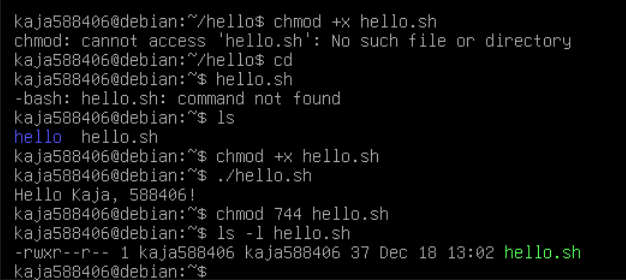 kaja588406@debian:~/hello$ chmod +x hello.sh
chmod: cannot access 'hello.sh': No such file or directory
kaja588406@debian:~/hello$ cd
kaja588406@debian:~$ hello.sh
-bash: hello.sh: command not found
kaja588406@debian:~$ ls
hello  hello.sh
kaja588406@debian:~$ chmod +x hello.sh
kaja588406@debian:~$ ./hello.sh
Hello Kaja, 588406!
kaja588406@debian:~$ chmod 744 hello.sh
kaja588406@debian:~$ ls -l hello.sh
-rwxr--r-- 1 kaja588406 kaja588406 37 Dec 18 13:02 hello.sh
kaja588406@debian:~$